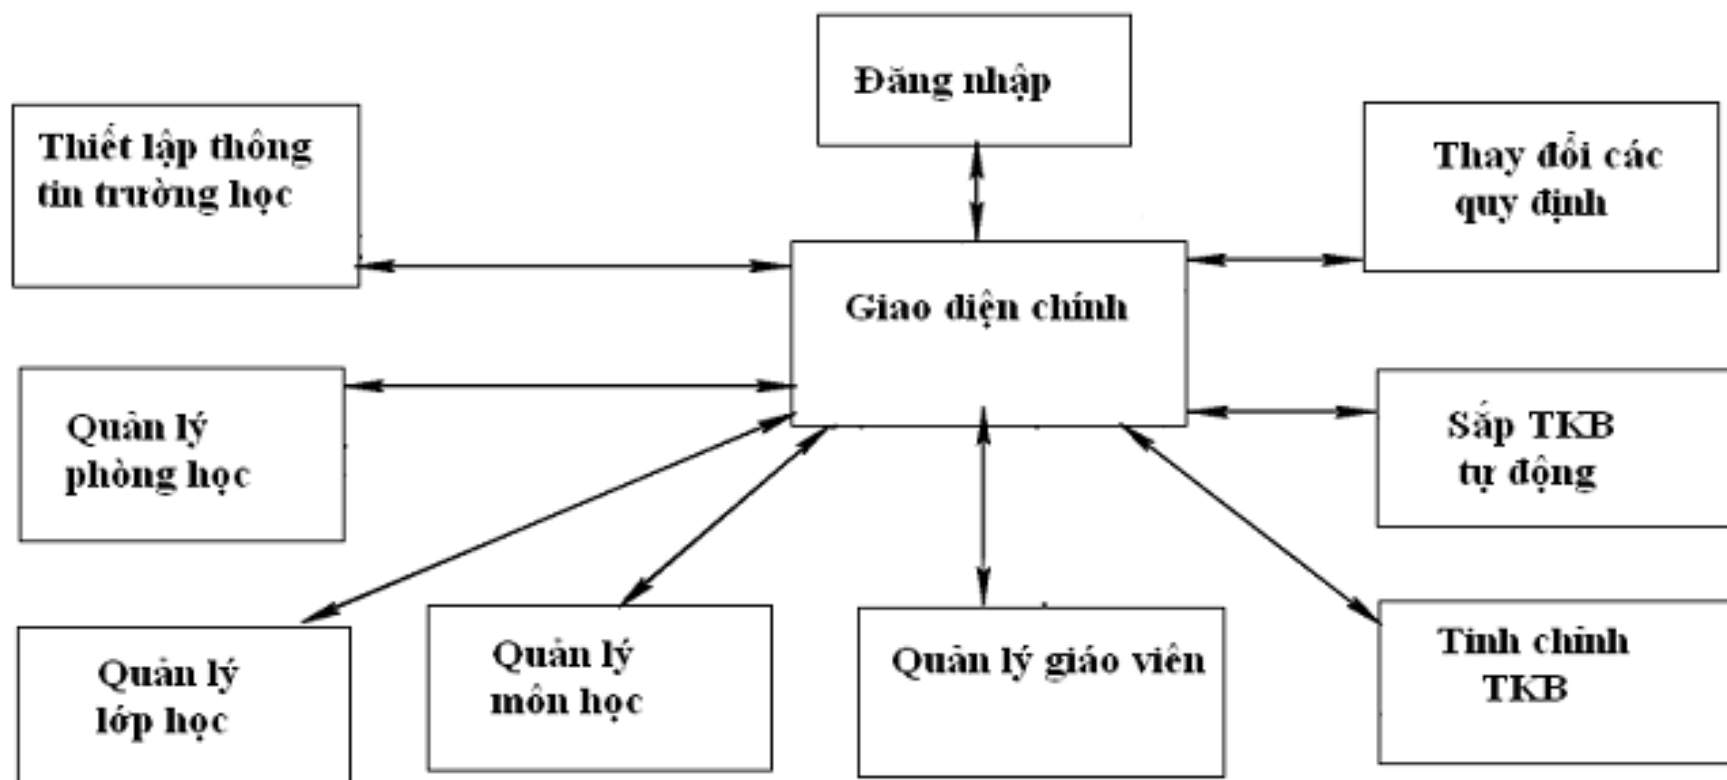 Đăng nhập
Thiết lập thông
tin trường học
Thay đổi các
quy định
Giao diện chính
Quản lý
phòng học
Sắp TKB
tự động
Quản lý
lớp học
Quản lý
môn học
Quản lý giáo viên
Tinh chỉnh
TKB